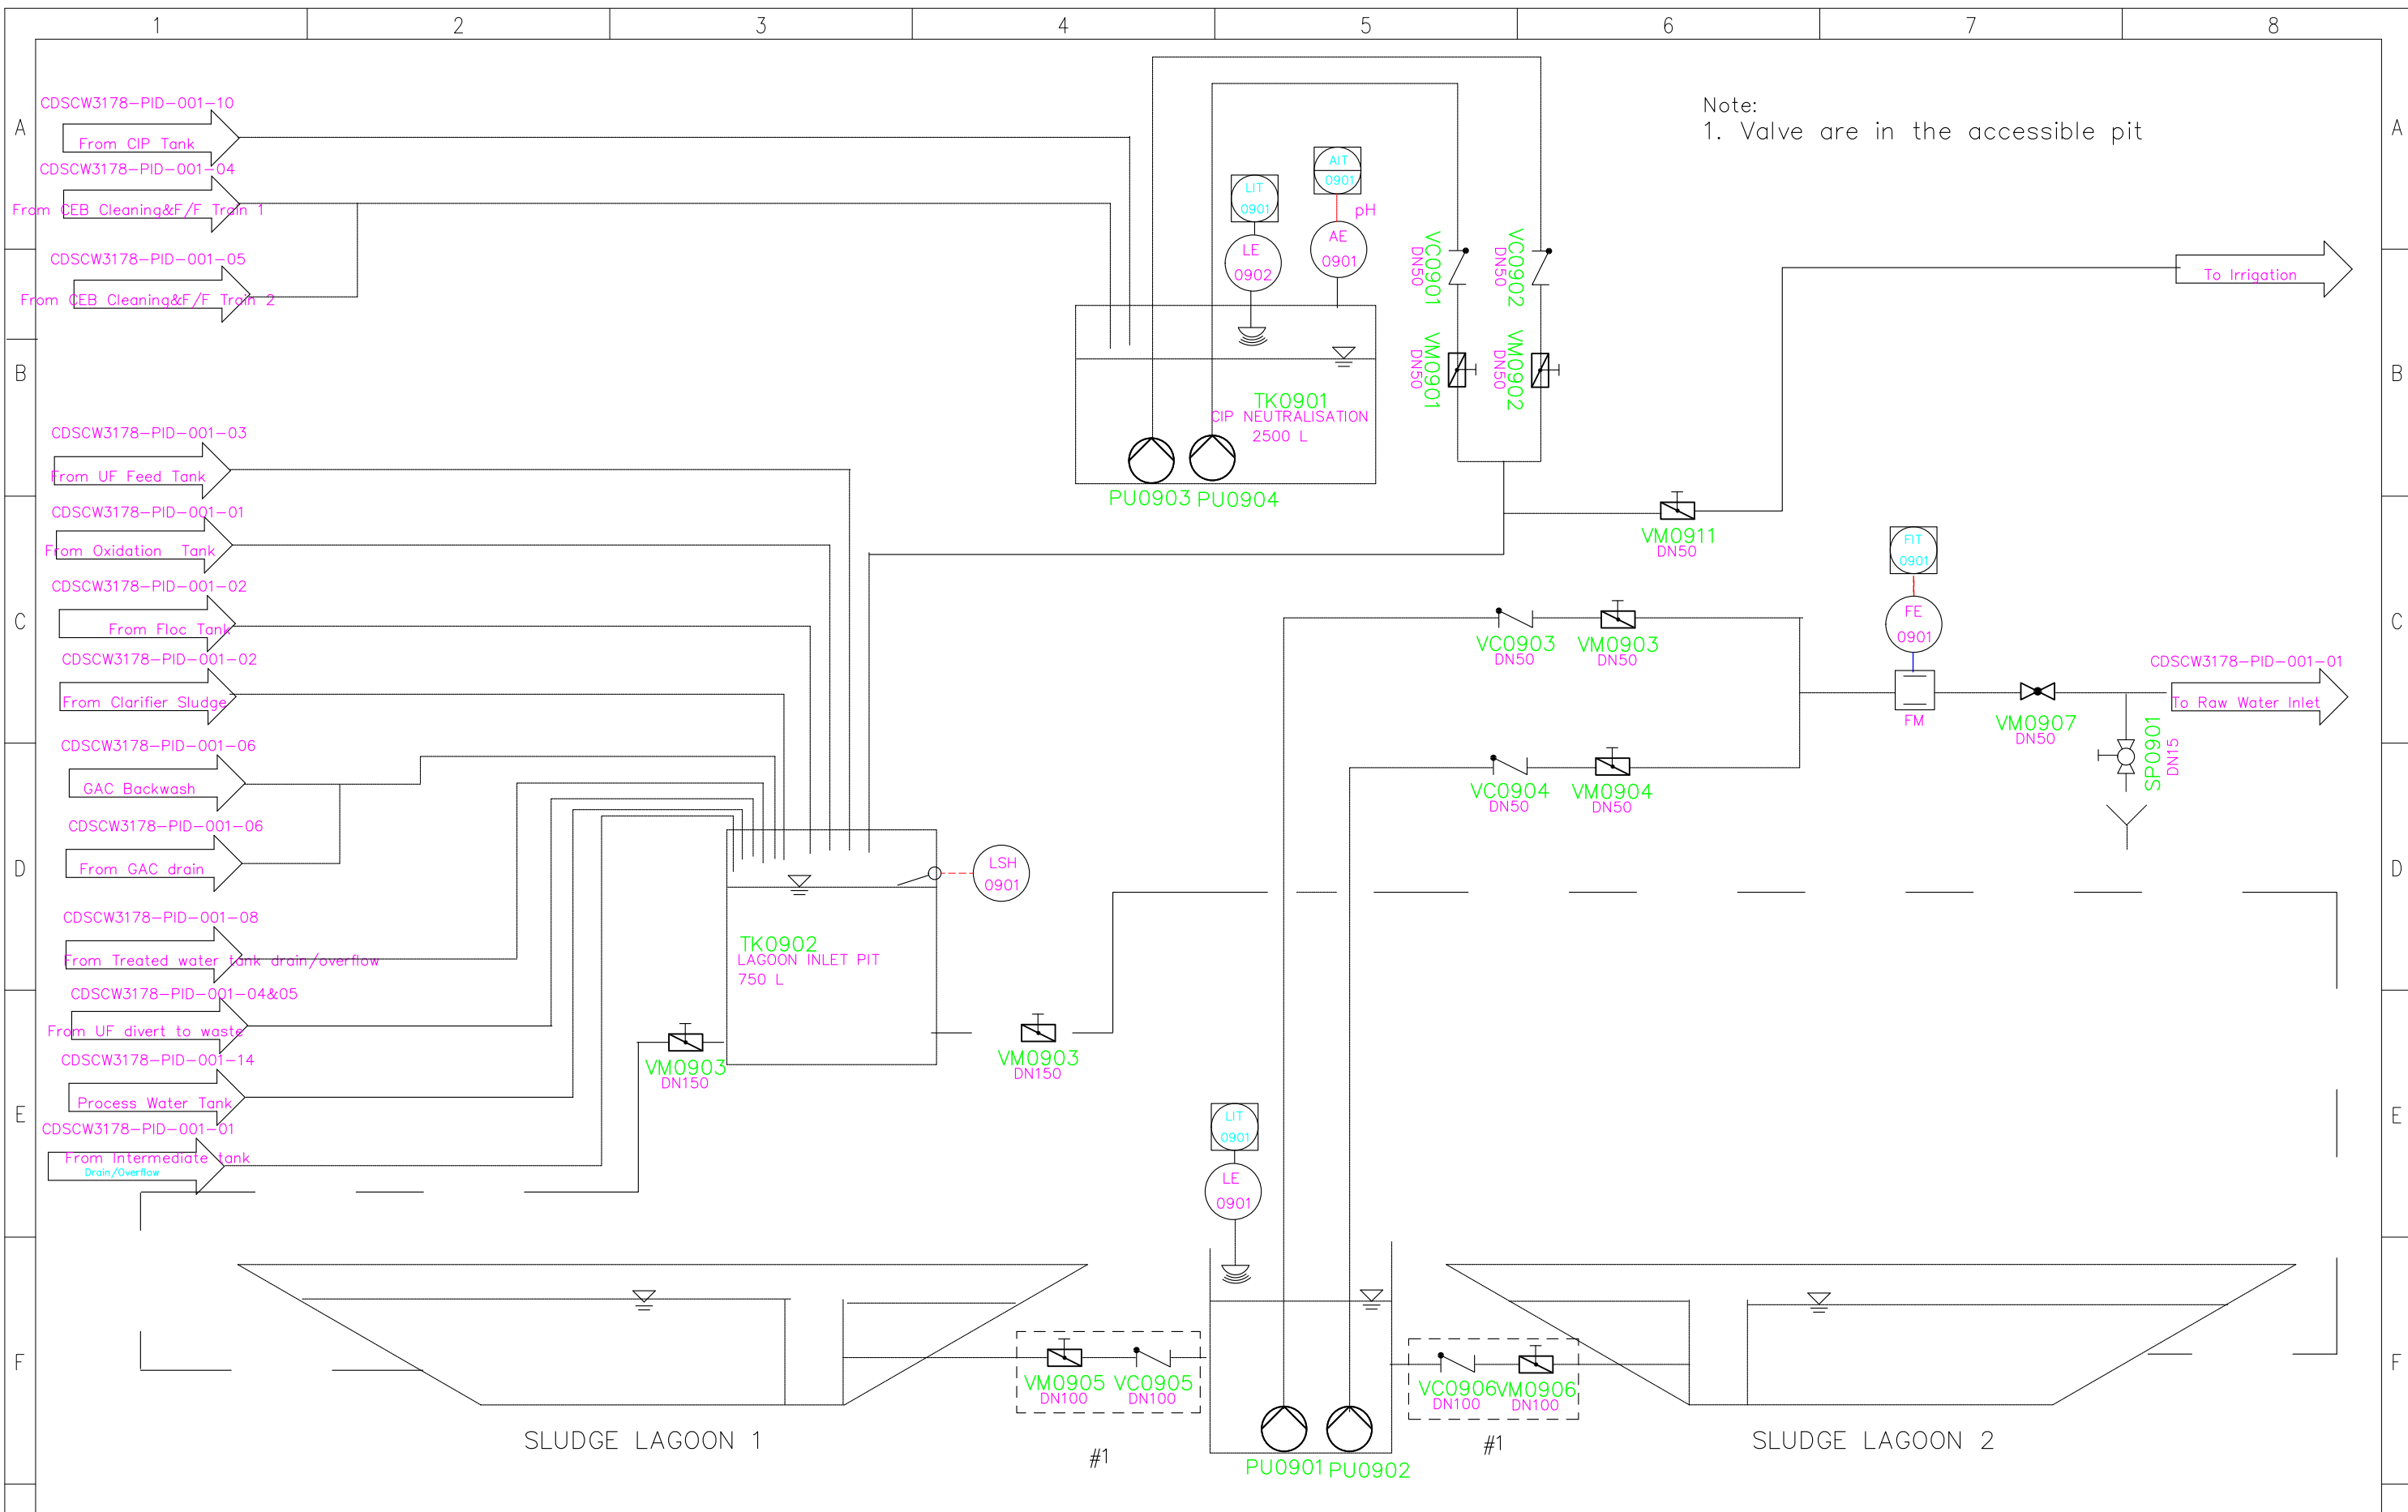 1 2 3 4 5 6 7 8
A
A
B
B
C
C
D
D
E
E
F
F
Note:
1. Valve are in the accessible pit
CDSCW3178-PID-001-10
From CIP Tank
CDSCW3178-PID-001-04
From CEB Cleaning&F/F Train 1
CDSCW3178-PID-001-05
From CEB Cleaning&F/F Train 2
CDSCW3178-PID-001-03
From UF Feed Tank
CDSCW3178-PID-001-01
From Oxidation Tank
CDSCW3178-PID-001-02
From Floc Tank
CDSCW3178-PID-001-02
From Clarifier Sludge
CDSCW3178-PID-001-06
GAC Backwash
CDSCW3178-PID-001-06
From GAC drain
CDSCW3178-PID-001-08
From Treated water tank drain/overflow
CDSCW3178-PID-001-04&05
From UF divert to waste
CDSCW3178-PID-001-14
Process Water Tank
CDSCW3178-PID-001-01
From Intermediate tank
Drain/Overflow
LIT
0901
LE
0902
AIT
0901
pH
AE
0901
TK0901
CIP NEUTRALISATION
2500 L
PU0903
PU0904
VC0901
DN50
VC0902
DN50
VM0901
DN50
VM0902
DN50
VM0911
DN50
To Irrigation
VC0903
DN50
VM0903
DN50
VC0904
DN50
VM0904
DN50
FIT
0901
FE
0901
FM
VM0907
DN50
SP0901
DN15
CDSCW3178-PID-001-01
To Raw Water Inlet
LSH
0901
TK0902
LAGOON INLET PIT
750 L
VM0903
DN150
VM0903
DN150
LIT
0901
LE
0901
VM0905
DN100
VC0905
DN100
VC0906
DN100
VM0906
DN100
SLUDGE LAGOON 1
#1
PU0901
PU0902
#1
SLUDGE LAGOON 2